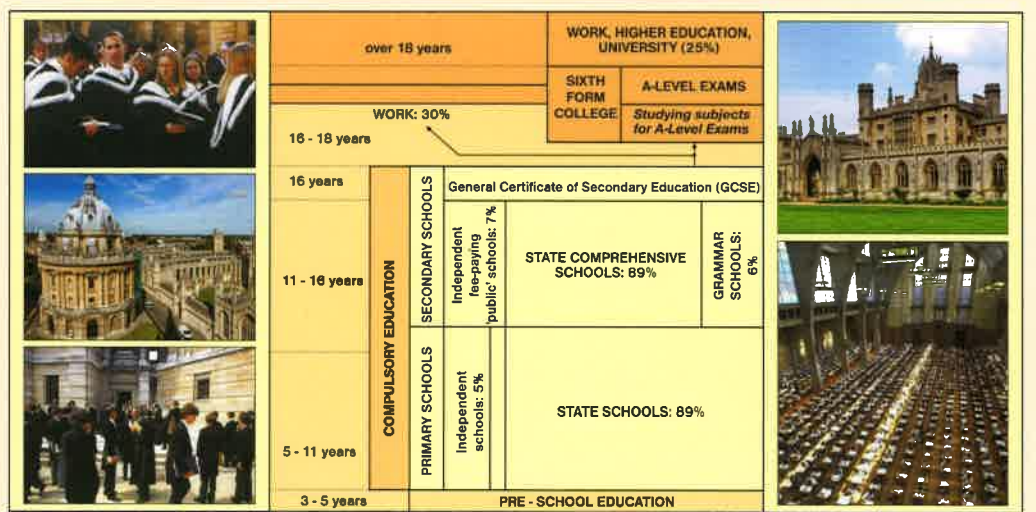 over 18 years
WORK, HIGHER EDUCATION,
UNIVERSITY (25%)
SIXTH
FORM
COLLEGE
A-LEVEL EXAMS
Studying subjects
for A-Level Exams
WORK: 30%
16 - 18 years
16 years
General Certificate of Secondary Education (GCSE)
11 - 16 years
COMPULSORY EDUCATION
SECONDARY SCHOOLS
Independent
fee-paying
'public' schools: 7%
STATE COMPREHENSIVE
SCHOOLS: 89%
GRAMMAR
SCHOOLS:
6%
5 - 11 years
PRIMARY SCHOOLS
Independent
schools: 5%
STATE SCHOOLS: 89%
3 - 5 years
PRE - SCHOOL EDUCATION